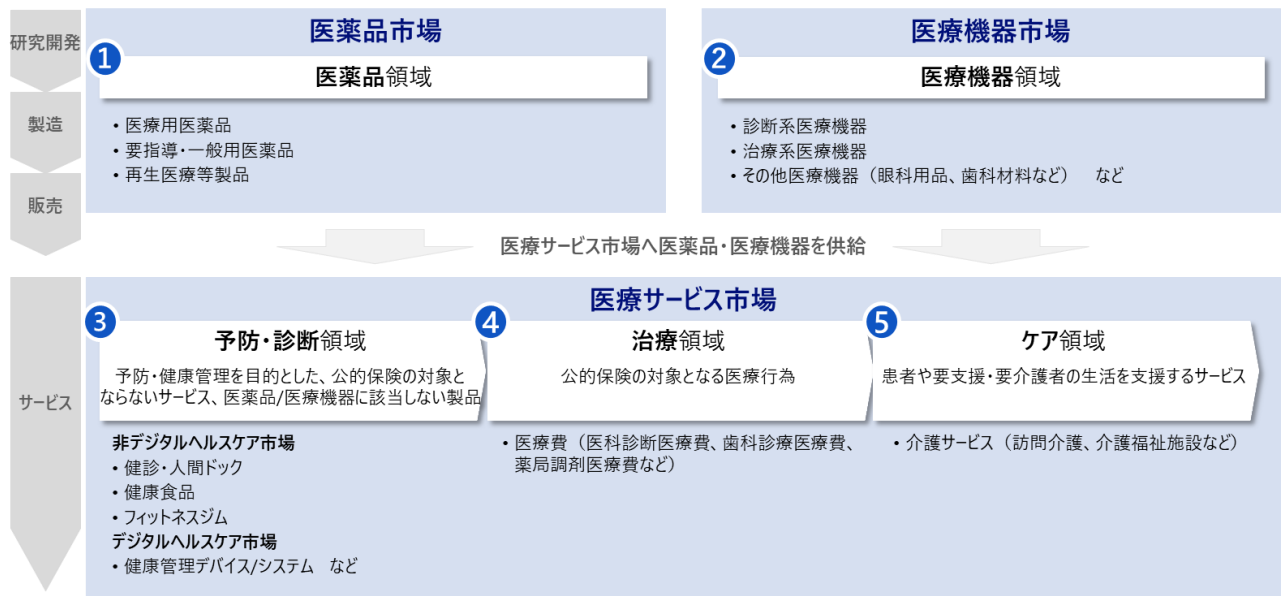 研究開発
製造
販売
サービス
医薬品市場
1
医薬品領域
・医療用医薬品
・要指導・一般用医薬品
・再生医療等製品
医療機器市場
2
医療機器領域
・診断系医療機器
・治療系医療機器
・その他医療機器（眼科用品、歯科材料など）　など
医療サービス市場へ医薬品・医療機器を供給
医療サービス市場
3
予防・診断領域
予防・健康管理を目的とした、公的保険の対象と
ならないサービス、医薬品/医療機器に該当しない製品
非デジタルヘルスケア市場
・健診・人間ドック
・健康食品
・フィットネスジム
デジタルヘルスケア市場
・健康管理デバイス/システム　など
4
治療領域
公的保険の対象となる医療行為
・医療費（医科診断医療費、歯科診療医療費、
薬局調剤医療費など）
5
ケア領域
患者や要支援・要介護者の生活を支援するサービス
・介護サービス（訪問介護、介護福祉施設など）